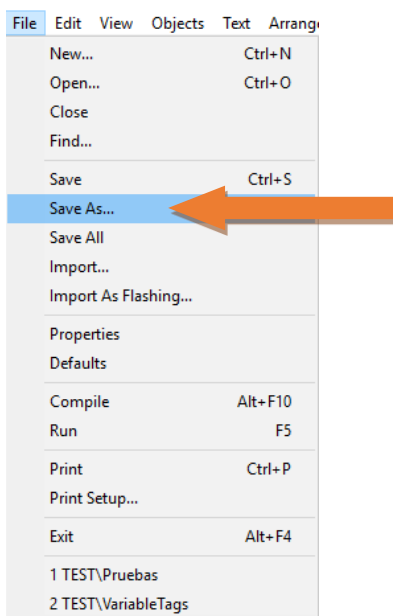 File Edit View Objects Text Arrang
New... Ctrl+N
Open... Ctrl+O
Close
Find...
Save Ctrl+S
Save As...
Save All
Import...
Import As Flashing...
Properties
Defaults
Compile Alt+F10
Run F5
Print Ctrl+P
Print Setup...
Exit Alt+F4
1 TEST\Pruebas
2 TEST\VariableTags